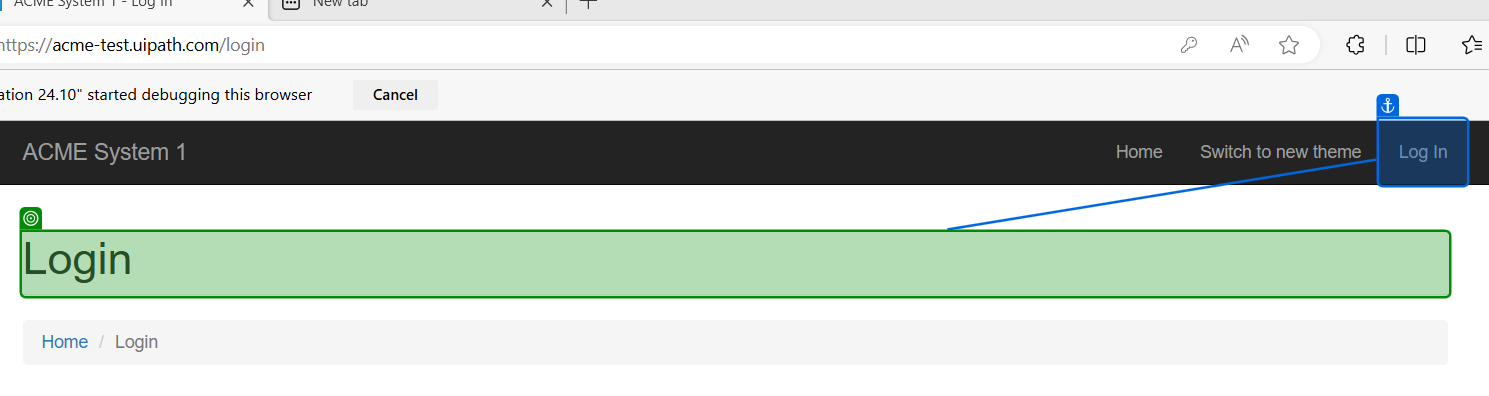 ACME System 1 - Log In
New tab
https://acme-test.uipath.com/login
ation 24.10" started debugging this browser Cancel
ACME System 1 Home Switch to new theme Log In
Login
Home / Login